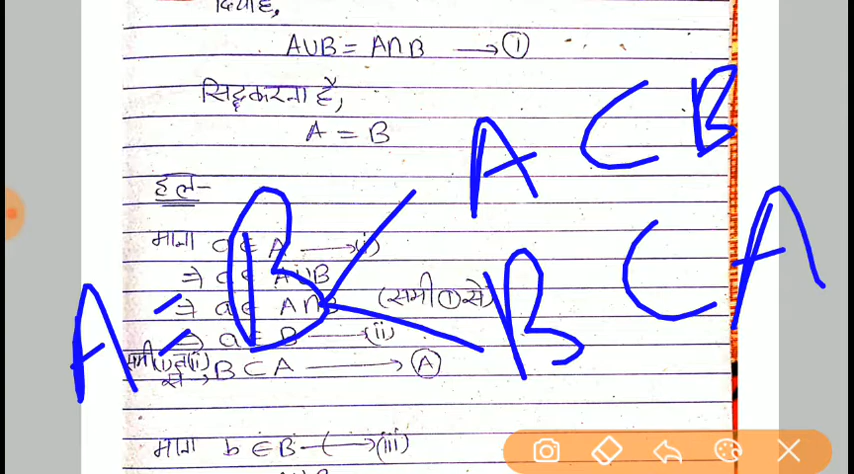 दिया है,
A∪B = A∩B → ①
सिद्ध करना है,
A = B
A ⊂ B
हल-
माना a ∈ A → (i)
⇒ a ∈ A∪B
⇒ a ∈ A∩B (समी ① से)
⇒ a ∈ B → (ii)
समी (i) व (ii) से, B ⊂ A → Ⓐ
A = B
B ⊂ A
माना b ∈ B → (iii)